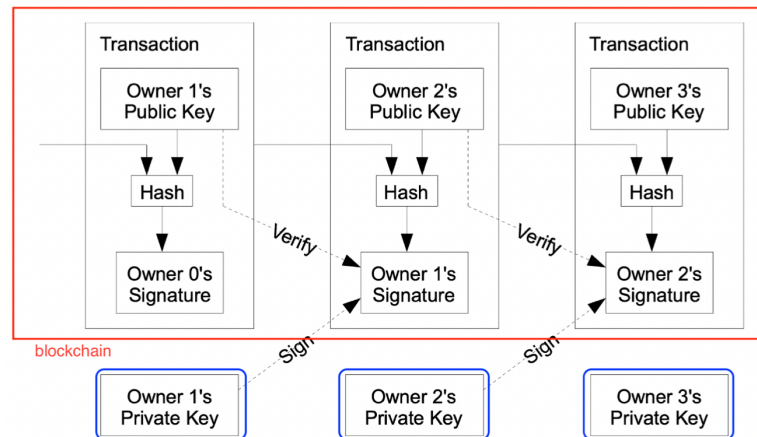 Transaction
Transaction
Transaction
Owner 1's
Public Key
Owner 2's
Public Key
Owner 3's
Public Key
Hash
Hash
Hash
Verify
Verify
Owner 0's
Signature
Owner 1's
Signature
Owner 2's
Signature
blockchain
Sign
Sign
Owner 1's
Private Key
Owner 2's
Private Key
Owner 3's
Private Key